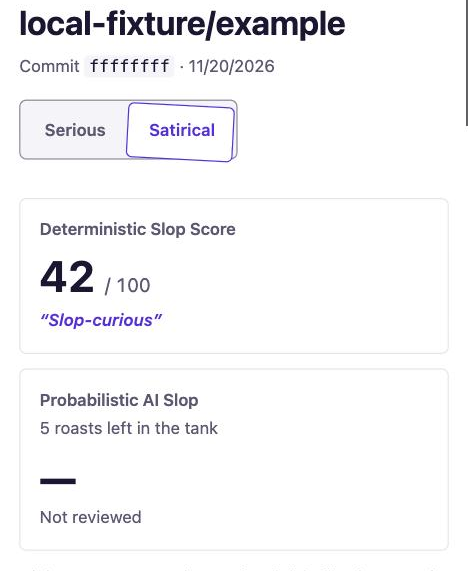 local-fixture/example
Commit ffffffff · 11/20/2026
Serious Satirical
Deterministic Slop Score
42 / 100
“Slop-curious”
Probabilistic AI Slop
5 roasts left in the tank
—
Not reviewed